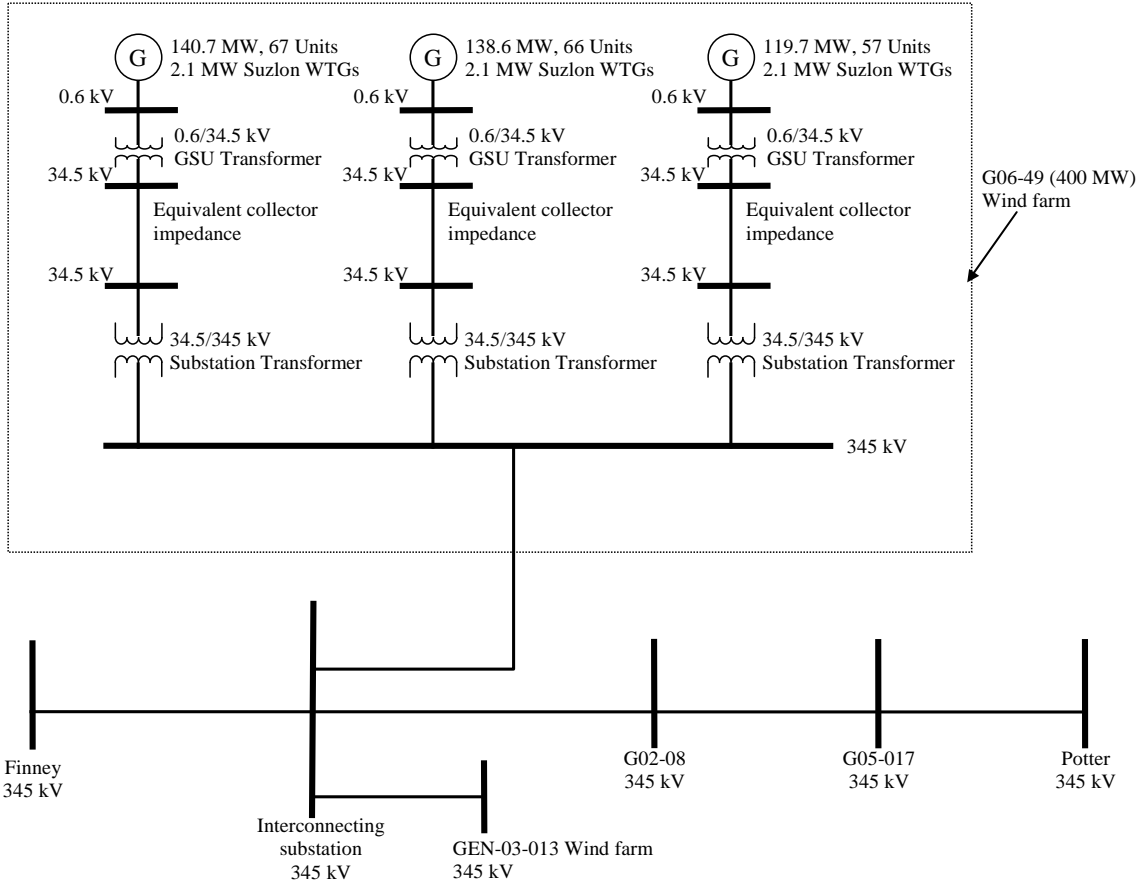 G
140.7 MW, 67 Units
2.1 MW Suzlon WTGs
0.6 kV
0.6/34.5 kV
GSU Transformer
34.5 kV
Equivalent collector
impedance
34.5 kV
34.5/345 kV
Substation Transformer
G
138.6 MW, 66 Units
2.1 MW Suzlon WTGs
0.6 kV
0.6/34.5 kV
GSU Transformer
34.5 kV
Equivalent collector
impedance
34.5 kV
34.5/345 kV
Substation Transformer
G
119.7 MW, 57 Units
2.1 MW Suzlon WTGs
0.6 kV
0.6/34.5 kV
GSU Transformer
34.5 kV
Equivalent collector
impedance
34.5 kV
34.5/345 kV
Substation Transformer
345 kV
G06-49 (400 MW)
Wind farm
Finney
345 kV
Interconnecting
substation
345 kV
GEN-03-013 Wind farm
345 kV
G02-08
345 kV
G05-017
345 kV
Potter
345 kV